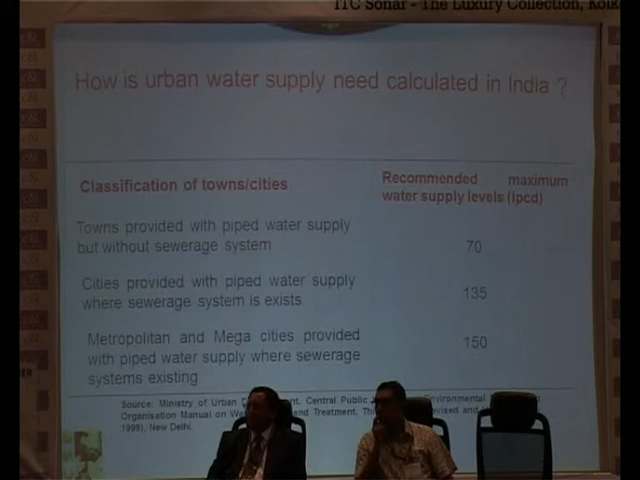 ITC Sonar - The Luxury Collection, Kolk
How is urban water supply need calculated in India ?
Classification of towns/cities
Recommended maximum
water supply levels (lpcd)
Towns provided with piped water supply
but without sewerage system
70
Cities provided with piped water supply
where sewerage system is exists
135
Metropolitan and Mega cities provided
with piped water supply where sewerage
systems existing
150
Source: Ministry of Urban Central Public Environmental
Organisation Manual on and Treatment,
1999), New Delhi.